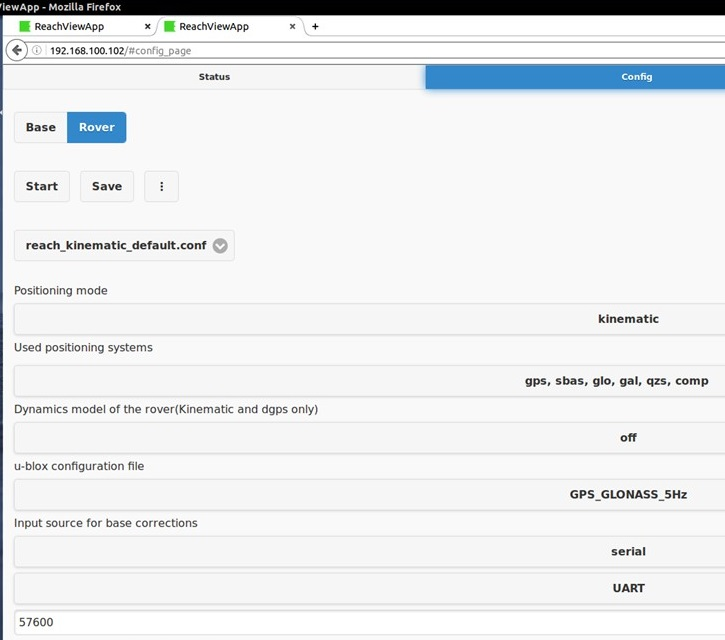 iewApp - Mozilla Firefox
ReachViewApp × ReachViewApp × +
192.168.100.102/#config_page
Status Config
Base Rover
Start Save
reach_kinematic_default.conf
Positioning mode
kinematic
Used positioning systems
gps, sbas, glo, gal, qzs, comp
Dynamics model of the rover(Kinematic and dgps only)
off
u-blox configuration file
GPS_GLONASS_5Hz
Input source for base corrections
serial
UART
57600